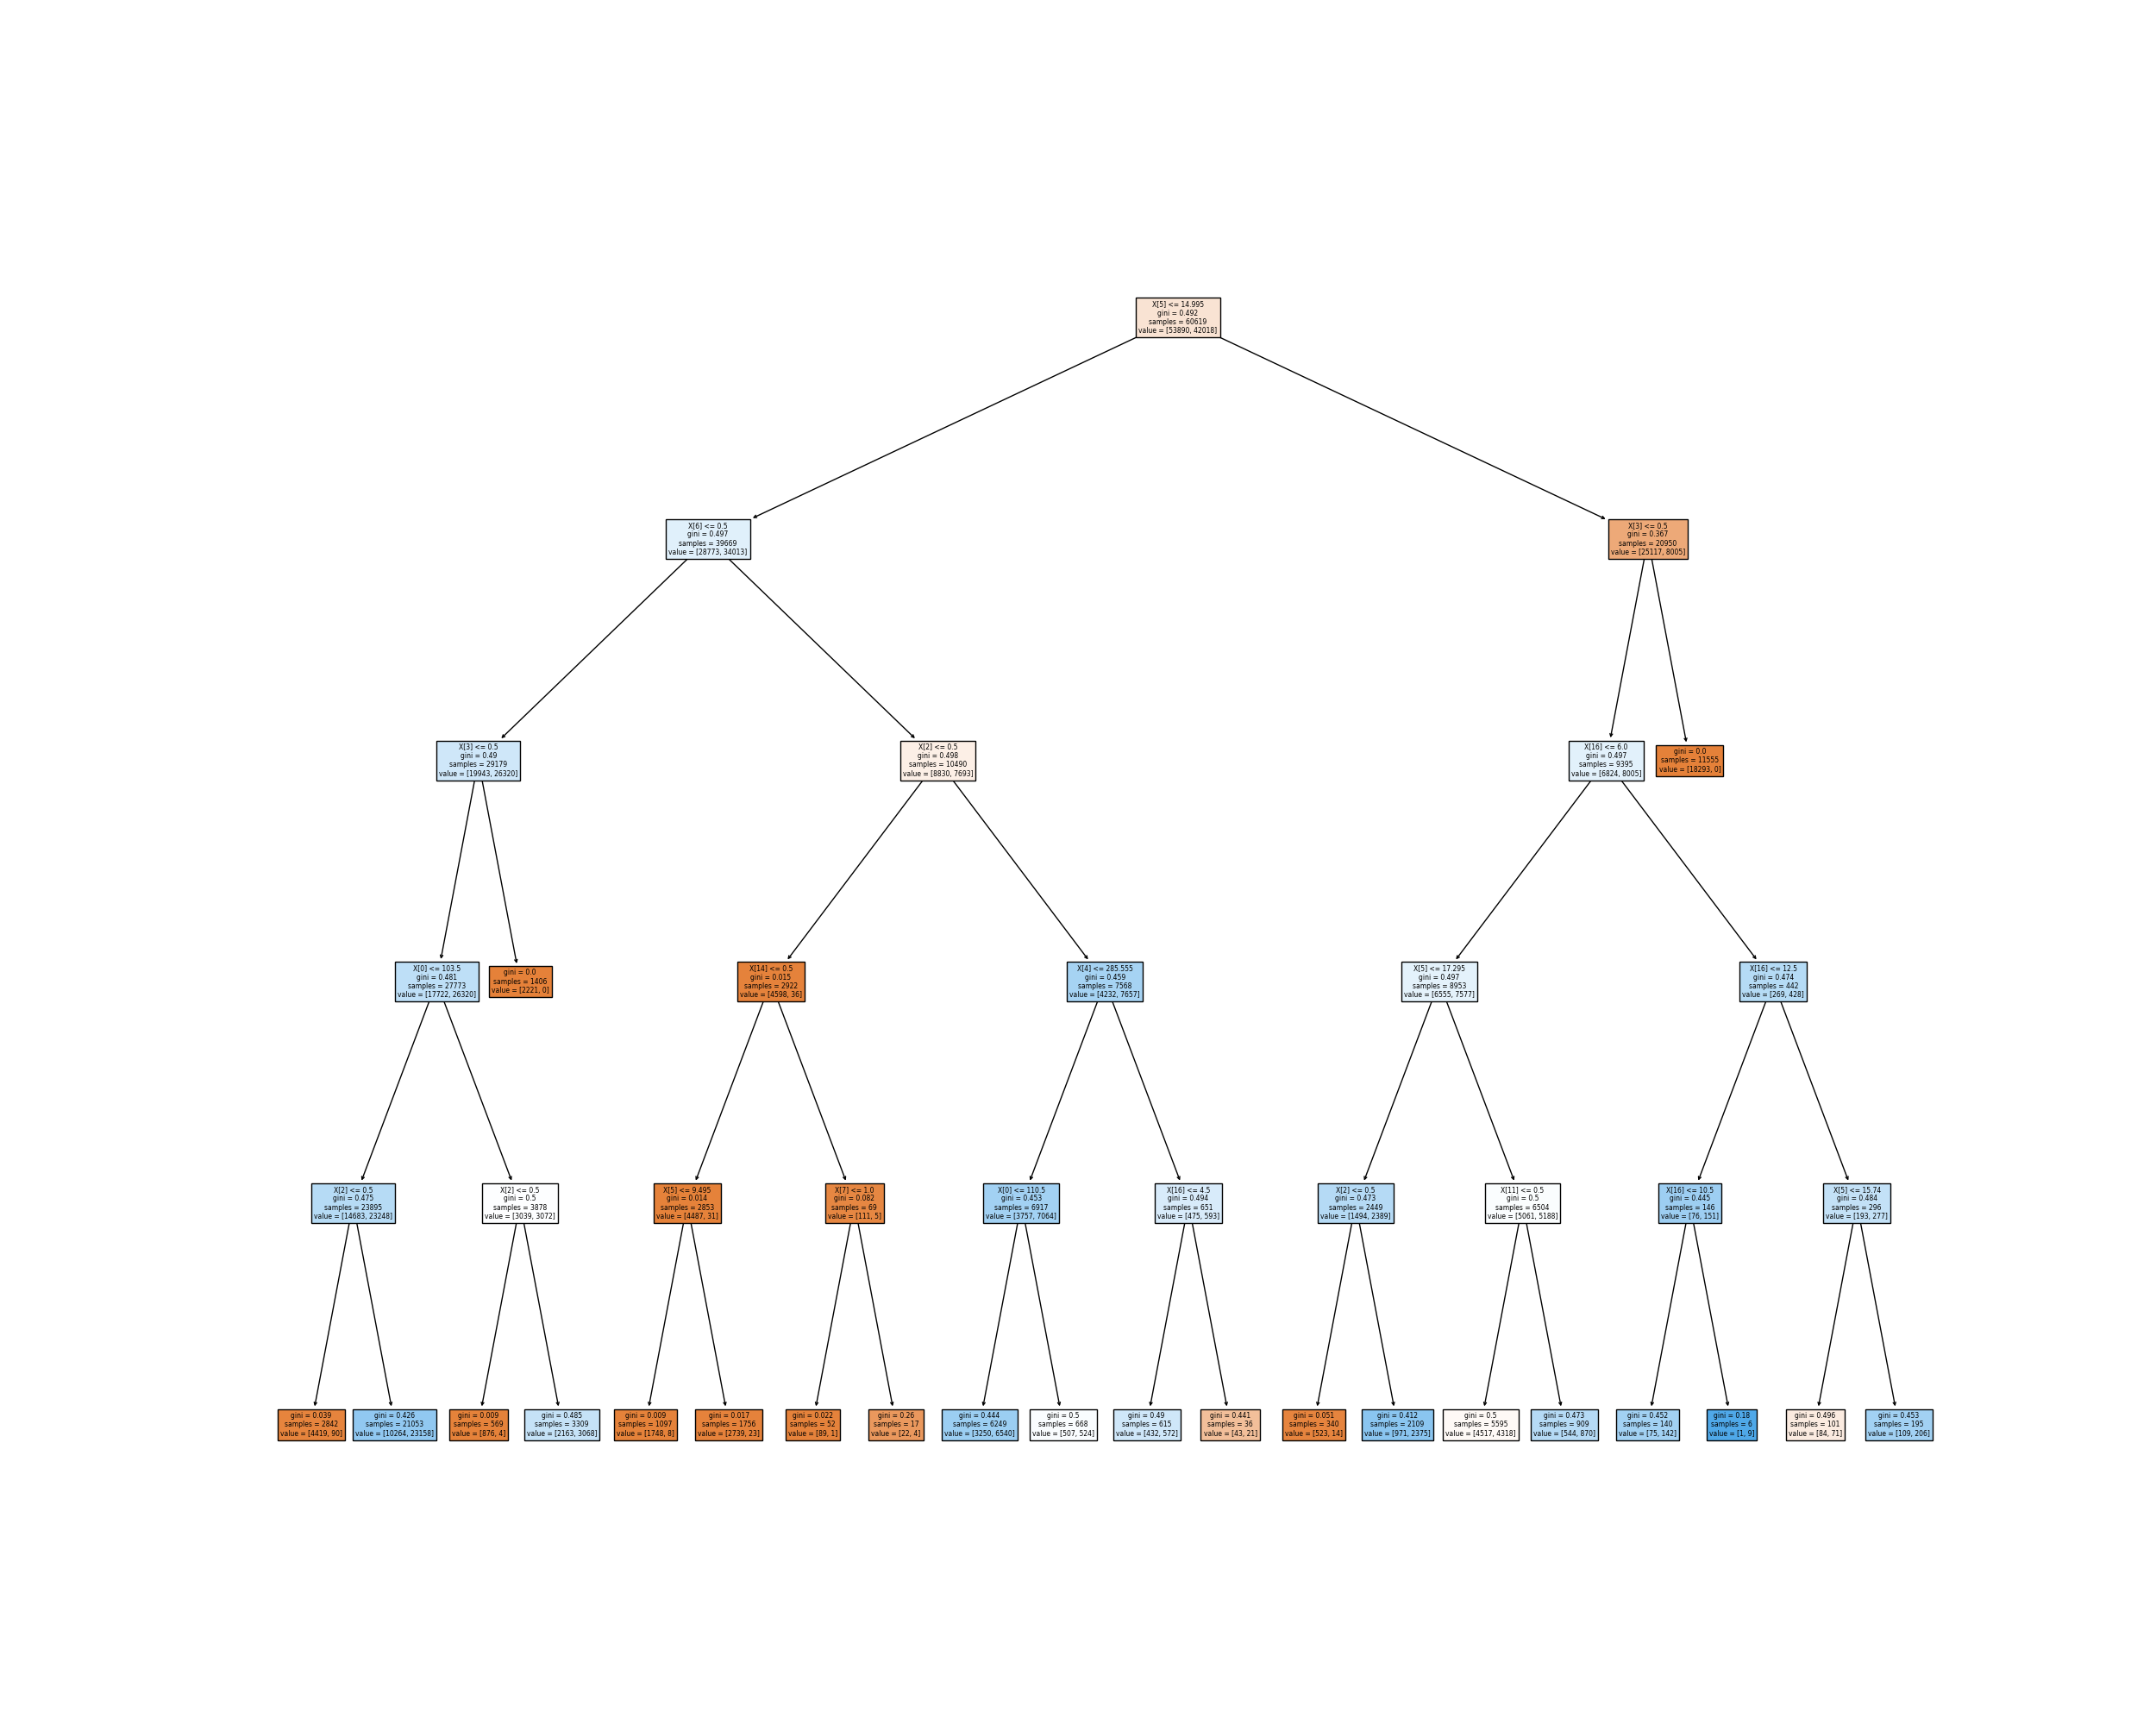 X[5] <= 14.995
gini = 0.492
samples = 60619
value = [53890, 42018]
X[6] <= 0.5
gini = 0.497
samples = 39669
value = [28773, 34013]
X[3] <= 0.5
gini = 0.367
samples = 20950
value = [25117, 8005]
X[3] <= 0.5
gini = 0.49
samples = 29179
value = [19943, 26320]
X[2] <= 0.5
gini = 0.498
samples = 10490
value = [8830, 7693]
X[16] <= 6.0
gini = 0.497
samples = 9395
value = [6824, 8005]
gini = 0.0
samples = 11555
value = [18293, 0]
X[0] <= 103.5
gini = 0.481
samples = 27773
value = [17722, 26320]
gini = 0.0
samples = 1406
value = [2221, 0]
X[14] <= 0.5
gini = 0.015
samples = 2922
value = [4598, 36]
X[4] <= 285.555
gini = 0.459
samples = 7568
value = [4232, 7657]
X[5] <= 17.295
gini = 0.497
samples = 8953
value = [6555, 7577]
X[16] <= 12.5
gini = 0.474
samples = 442
value = [269, 428]
X[2] <= 0.5
gini = 0.475
samples = 23895
value = [14683, 23248]
X[2] <= 0.5
gini = 0.5
samples = 3878
value = [3039, 3072]
X[5] <= 9.495
gini = 0.014
samples = 2853
value = [4487, 31]
X[7] <= 1.0
gini = 0.082
samples = 69
value = [111, 5]
X[0] <= 110.5
gini = 0.453
samples = 6917
value = [3757, 7064]
X[16] <= 4.5
gini = 0.494
samples = 651
value = [475, 593]
X[2] <= 0.5
gini = 0.473
samples = 2449
value = [1494, 2389]
X[11] <= 0.5
gini = 0.5
samples = 6504
value = [5061, 5188]
X[16] <= 10.5
gini = 0.445
samples = 146
value = [76, 151]
X[5] <= 15.74
gini = 0.484
samples = 296
value = [193, 277]
gini = 0.039
samples = 2842
value = [4419, 90]
gini = 0.426
samples = 21053
value = [10264, 23158]
gini = 0.009
samples = 569
value = [876, 4]
gini = 0.485
samples = 3309
value = [2163, 3068]
gini = 0.009
samples = 1097
value = [1748, 8]
gini = 0.017
samples = 1756
value = [2739, 23]
gini = 0.022
samples = 52
value = [89, 1]
gini = 0.26
samples = 17
value = [22, 4]
gini = 0.444
samples = 6249
value = [3250, 6540]
gini = 0.5
samples = 668
value = [507, 524]
gini = 0.49
samples = 615
value = [432, 572]
gini = 0.441
samples = 36
value = [43, 21]
gini = 0.051
samples = 340
value = [523, 14]
gini = 0.412
samples = 2109
value = [971, 2375]
gini = 0.5
samples = 5595
value = [4517, 4318]
gini = 0.473
samples = 909
value = [544, 870]
gini = 0.452
samples = 140
value = [75, 142]
gini = 0.18
samples = 6
value = [1, 9]
gini = 0.496
samples = 101
value = [84, 71]
gini = 0.453
samples = 195
value = [109, 206]